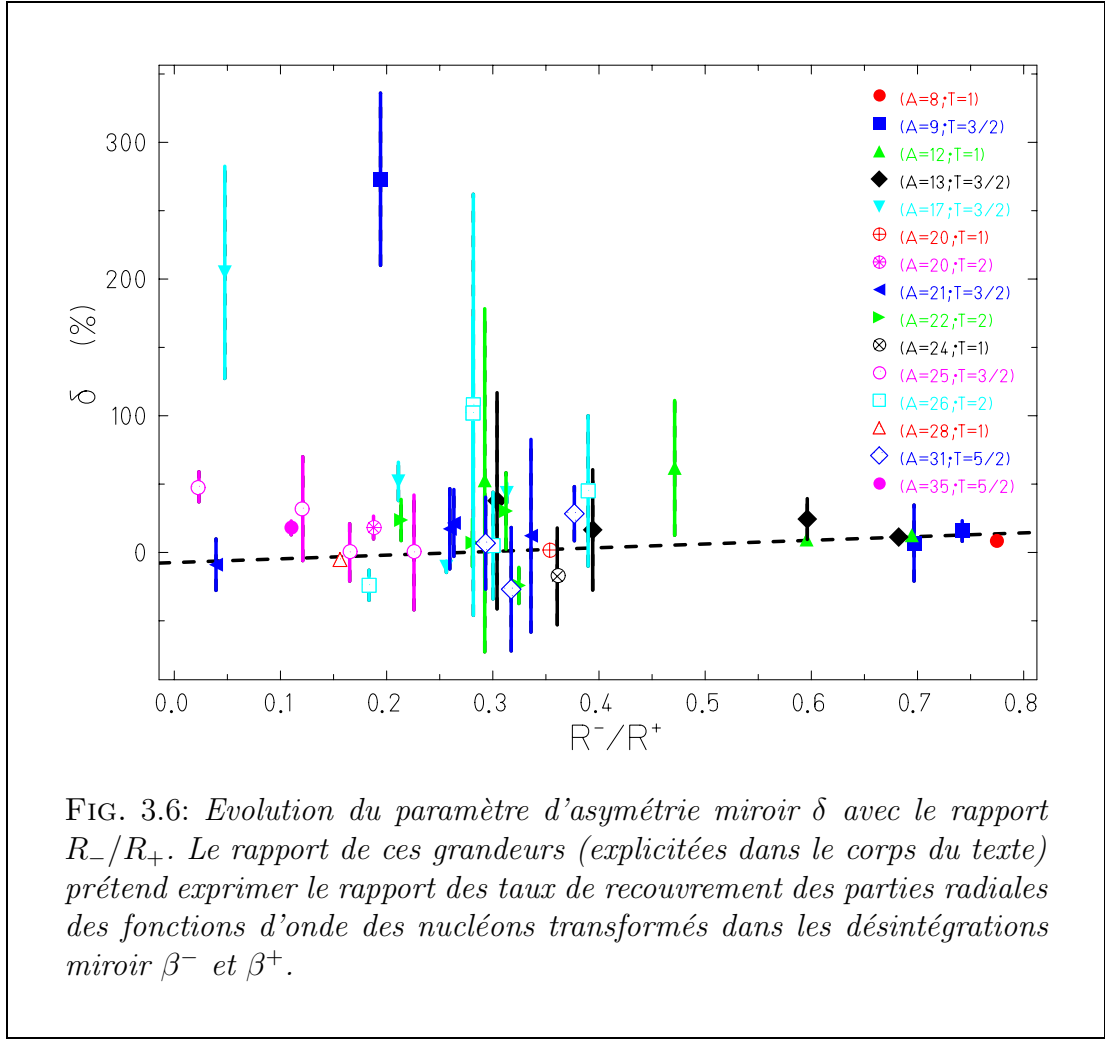 300
200
100
0
δ (%)
0.0 0.1 0.2 0.3 0.4 0.5 0.6 0.7 0.8
R⁻/R⁺
(A=8;T=1)
(A=9;T=3/2)
(A=12;T=1)
(A=13;T=3/2)
(A=17;T=3/2)
(A=20;T=1)
(A=20;T=2)
(A=21;T=3/2)
(A=22;T=2)
(A=24;T=1)
(A=25;T=3/2)
(A=26;T=2)
(A=28;T=1)
(A=31;T=5/2)
(A=35;T=5/2)
FIG. 3.6: Evolution du paramètre d'asymétrie miroir δ avec le rapport
R₋/R₊. Le rapport de ces grandeurs (explicitées dans le corps du texte)
prétend exprimer le rapport des taux de recouvrement des parties radiales
des fonctions d'onde des nucléons transformés dans les désintégrations
miroir β⁻ et β⁺.